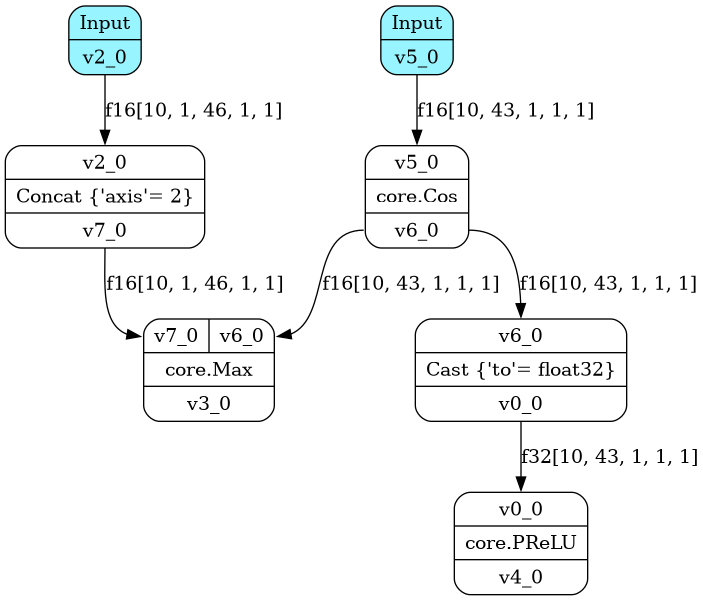 Input
v2_0
Input
v5_0
f16[10, 1, 46, 1, 1]
f16[10, 43, 1, 1, 1]
v2_0
Concat {'axis'= 2}
v7_0
v5_0
core.Cos
v6_0
f16[10, 1, 46, 1, 1]
f16[10, 43, 1, 1, 1]
f16[10, 43, 1, 1, 1]
v7_0 v6_0
core.Max
v3_0
v6_0
Cast {'to'= float32}
v0_0
f32[10, 43, 1, 1, 1]
v0_0
core.PReLU
v4_0